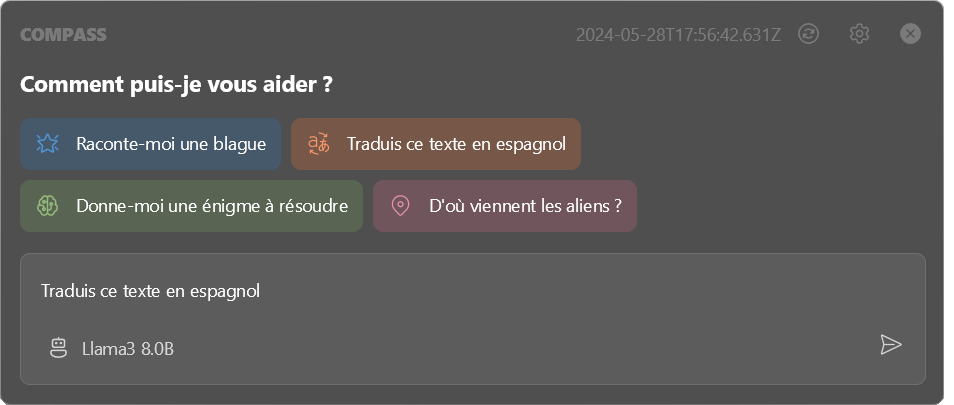 COMPASS 2024-05-28T17:56:42.631Z
Comment puis-je vous aider ?
Raconte-moi une blague Traduis ce texte en espagnol
Donne-moi une énigme à résoudre D'où viennent les aliens ?
Traduis ce texte en espagnol
Llama3 8.0B